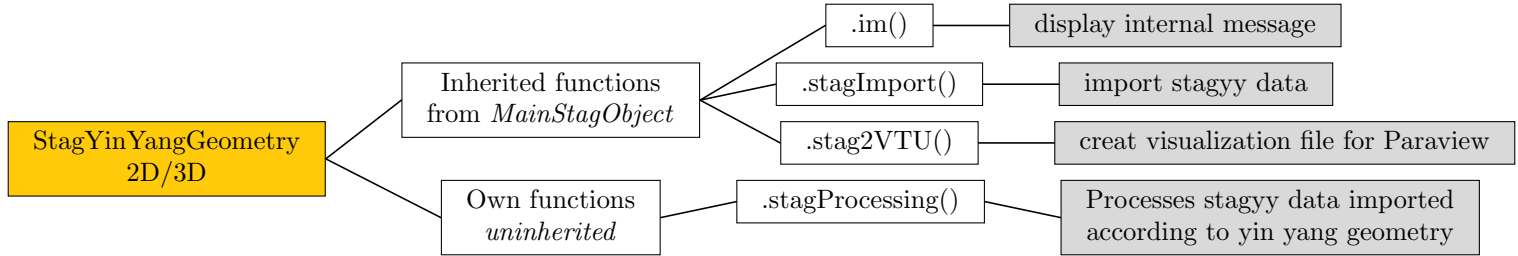 StagYinYangGeometry
2D/3D
Inherited functions
from MainStagObject
.im()
display internal message
.stagImport()
import stagyy data
.stag2VTU()
creat visualization file for Paraview
Own functions
uninherited
.stagProcessing()
Processes stagyy data imported
according to yin yang geometry